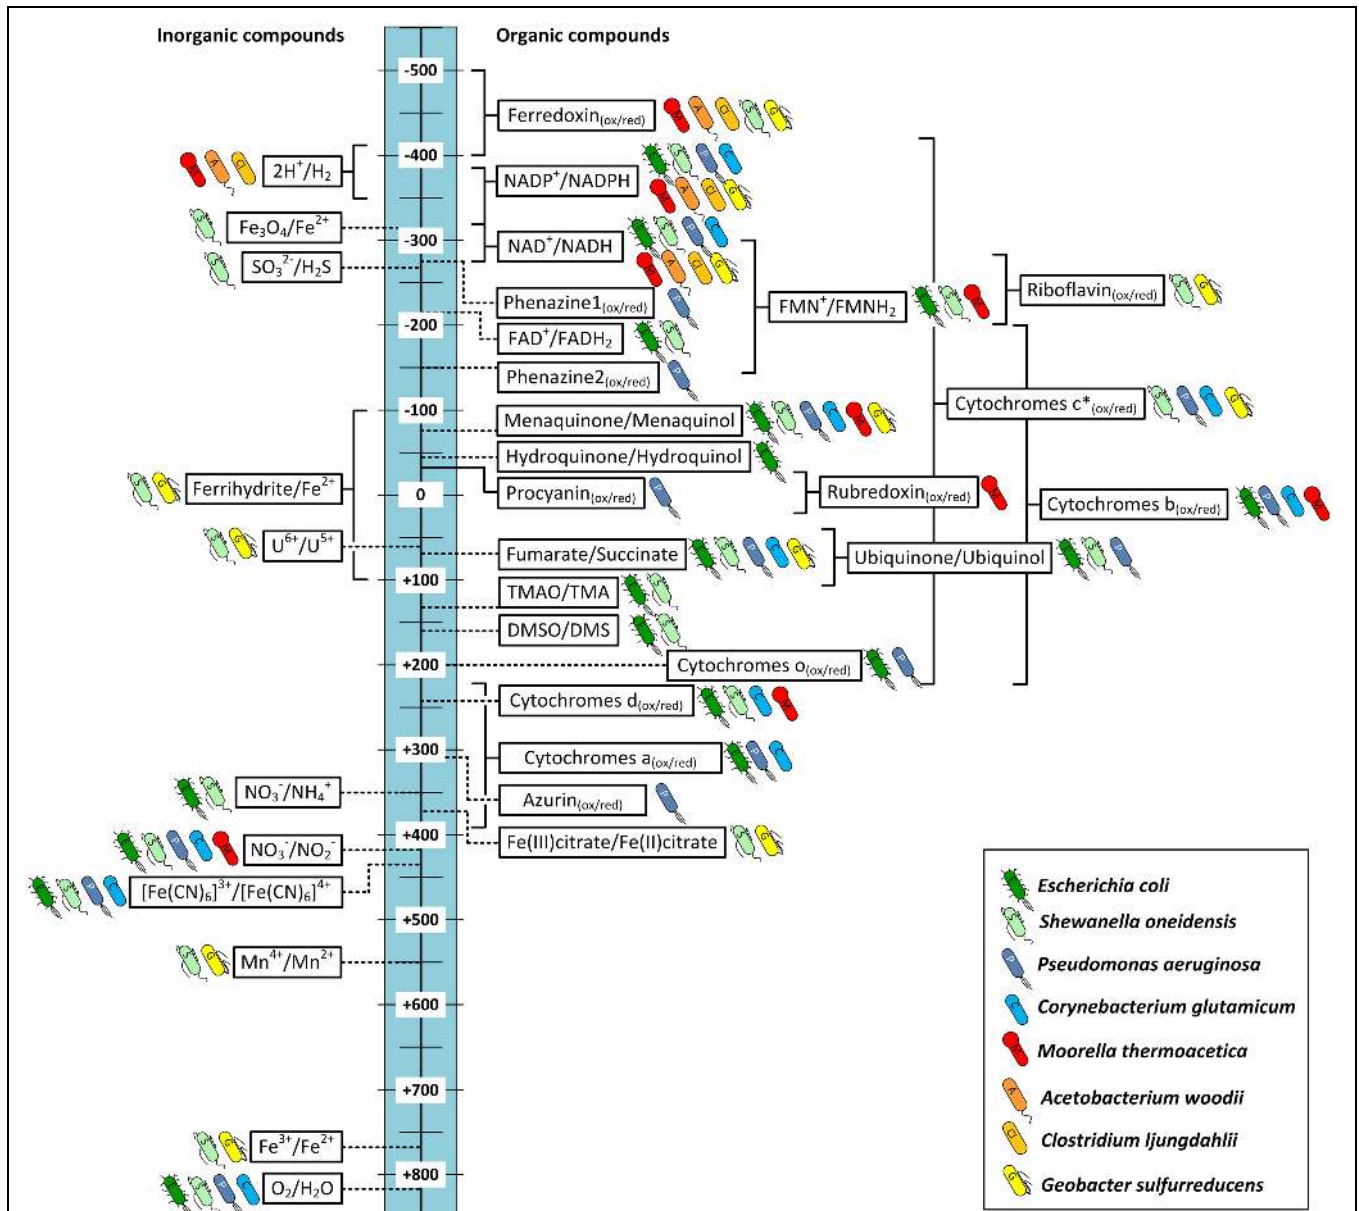 Inorganic compounds
Organic compounds
-500
-400
-300
-200
-100
0
+100
+200
+300
+400
+500
+600
+700
+800
2H⁺/H₂
Fe₃O₄/Fe²⁺
SO₃²⁻/H₂S
Ferrihydrite/Fe²⁺
U⁶⁺/U⁵⁺
NO₃⁻/NH₄⁺
NO₃⁻/NO₂⁻
[Fe(CN)₆]³⁺/[Fe(CN)₆]⁴⁺
Mn⁴⁺/Mn²⁺
Fe³⁺/Fe²⁺
O₂/H₂O
Ferredoxin(ox/red)
NADP⁺/NADPH
NAD⁺/NADH
Phenazine1(ox/red)
FAD⁺/FADH₂
Phenazine2(ox/red)
Menaquinone/Menaquinol
Hydroquinone/Hydroquinol
Procyanin(ox/red)
Fumarate/Succinate
TMAO/TMA
DMSO/DMS
Cytochromes o(ox/red)
Cytochromes d(ox/red)
Cytochromes a(ox/red)
Azurin(ox/red)
Fe(III)citrate/Fe(II)citrate
FMN⁺/FMNH₂
Rubredoxin(ox/red)
Ubiquinone/Ubiquinol
Riboflavin(ox/red)
Cytochromes c*(ox/red)
Cytochromes b(ox/red)
Escherichia coli
S Shewanella oneidensis
P Pseudomonas aeruginosa
C Corynebacterium glutamicum
M Moorella thermoacetica
A Acetobacterium woodii
Cl Clostridium ljungdahlii
G Geobacter sulfurreducens